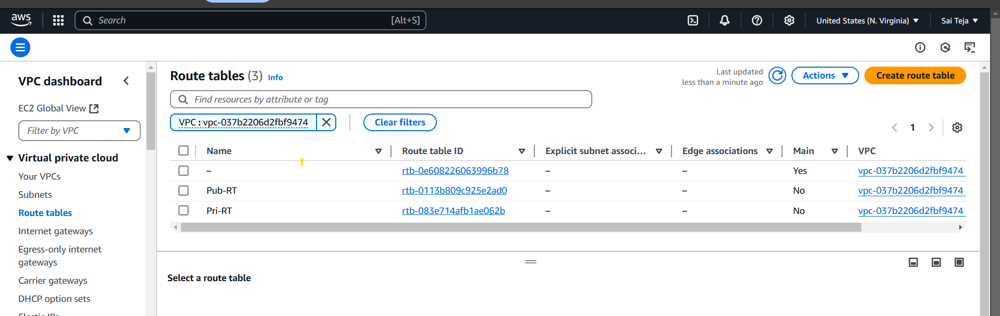 aws
Search [Alt+S]
United States (N. Virginia) Sai Teja
VPC dashboard
EC2 Global View
Filter by VPC
Virtual private cloud
Your VPCs
Subnets
Route tables
Internet gateways
Egress-only internet
gateways
Carrier gateways
DHCP option sets
Elastic IPs
Route tables (3) Info
Last updated
less than a minute ago
Actions
Create route table
Find resources by attribute or tag
VPC : vpc-037b2206d2fbf9474
Clear filters
1
Name Route table ID Explicit subnet associ... Edge associations Main VPC
– rtb-0e608226063996b78 – – Yes vpc-037b2206d2fbf9474
Pub-RT rtb-0113b809c925e2ad0 – – No vpc-037b2206d2fbf9474
Pri-RT rtb-083e714afb1ae062b – – No vpc-037b2206d2fbf9474
Select a route table